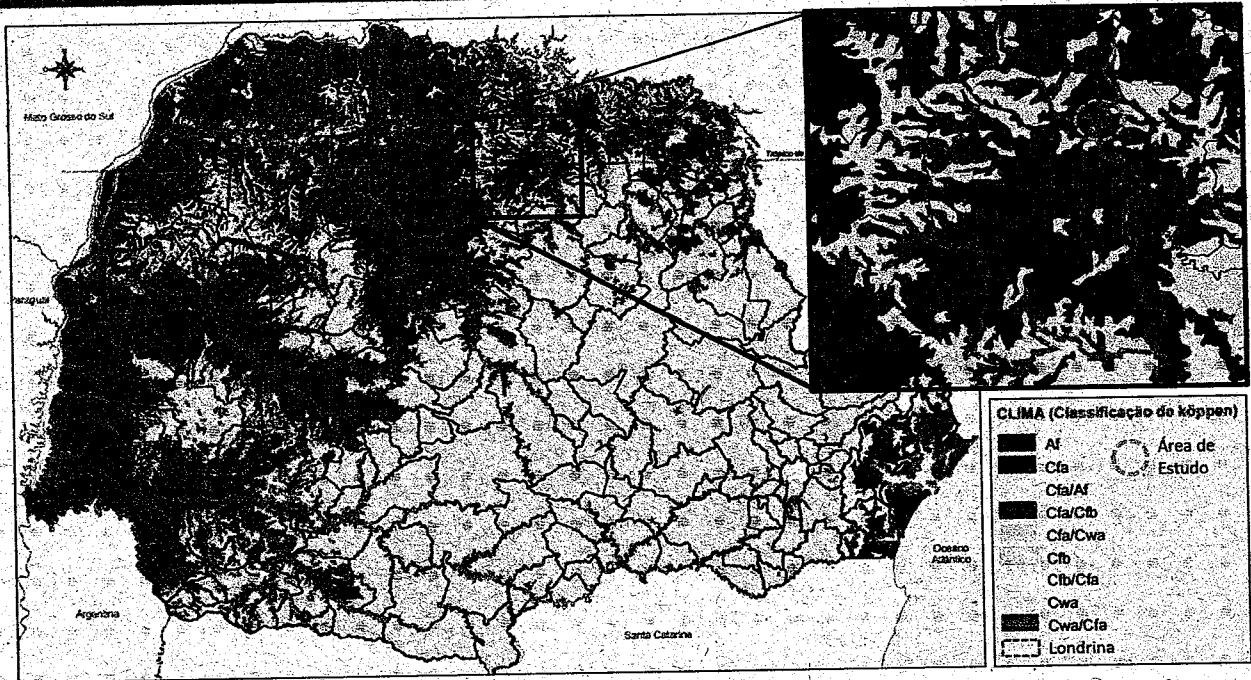 Mato Grosso do Sul
Paraguai
Argentina
Santa Catarina
Oceano
Atlântico
CLIMA (Classificação do köppen)
Af
Cfa
Cfa/Af
Cfa/Cfb
Cfa/Cwa
Cfb
Cfb/Cfa
Cwa
Cwa/Cfa
Londrina
Área de
Estudo